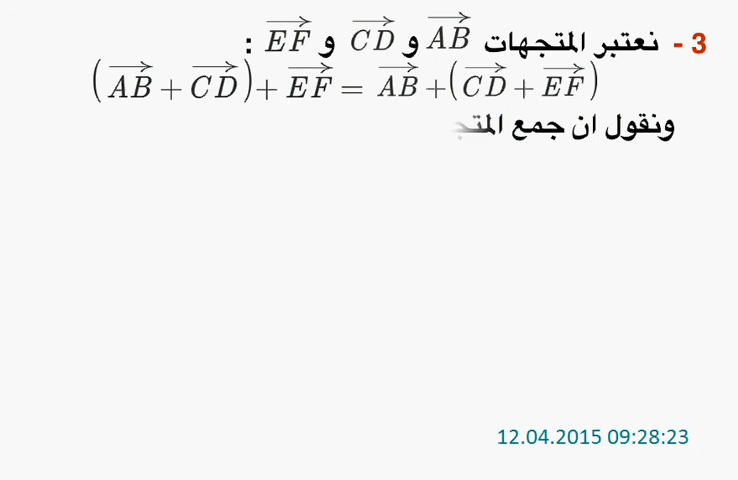 3 - نعتبر المتجهات $\overrightarrow{AB}$ و $\overrightarrow{CD}$ و $\overrightarrow{EF}$ :
$(\overrightarrow{AB} + \overrightarrow{CD}) + \overrightarrow{EF} = \overrightarrow{AB} + (\overrightarrow{CD} + \overrightarrow{EF})$
ونقول ان جمع
12.04.2015 09:28:23